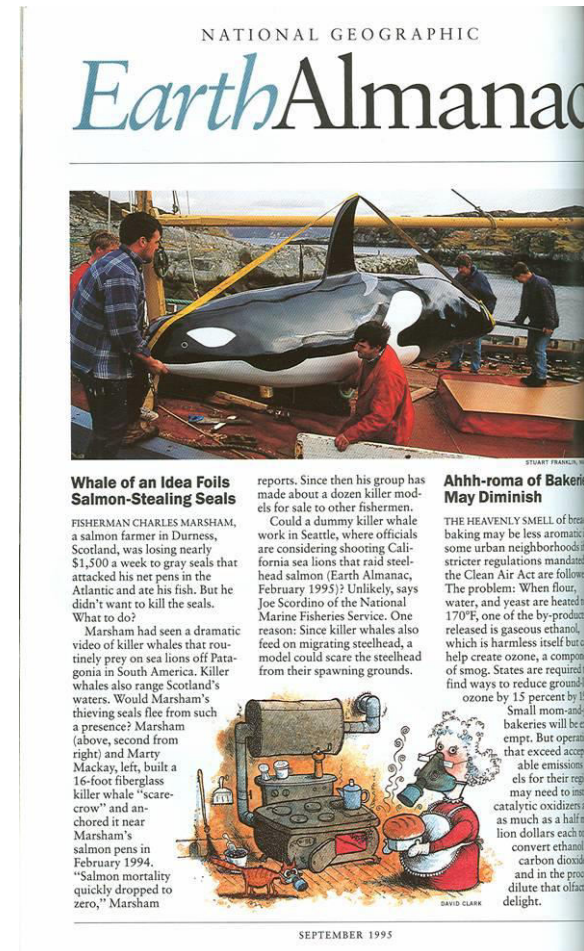 NATIONAL GEOGRAPHIC
EarthAlmanac
STUART FRANKLIN,
Whale of an Idea Foils
Salmon-Stealing Seals
FISHERMAN CHARLES MARSHAM,
a salmon farmer in Durness,
Scotland, was losing nearly
$1,500 a week to gray seals that
attacked his net pens in the
Atlantic and ate his fish. But he
didn't want to kill the seals.
What to do?
Marsham had seen a dramatic
video of killer whales that rou-
tinely prey on sea lions off Pata-
gonia in South America. Killer
whales also range Scotland's
waters. Would Marsham's
thieving seals flee from such
a presence? Marsham
(above, second from
right) and Marty
Mackay, left, built a
16-foot fiberglass
killer whale "scare-
crow" and an-
chored it near
Marsham's
salmon pens in
February 1994.
"Salmon mortality
quickly dropped to
zero," Marsham
reports. Since then his group has
made about a dozen killer mod-
els for sale to other fishermen.
Could a dummy killer whale
work in Seattle, where officials
are considering shooting Cali-
fornia sea lions that raid steel-
head salmon (Earth Almanac,
February 1995)? Unlikely, says
Joe Scordino of the National
Marine Fisheries Service. One
reason: Since killer whales also
feed on migrating steelhead, a
model could scare the steelhead
from their spawning grounds.
Ahhh-roma of Bakeri
May Diminish
THE HEAVENLY SMELL of brea
baking may be less aromatic
some urban neighborhoods
stricter regulations mandated
the Clean Air Act are follow
The problem: When flour,
water, and yeast are heated
170°F, one of the by-produc
released is gaseous ethanol,
which is harmless itself but
help create ozone, a compon
of smog. States are required
find ways to reduce ground-
ozone by 15 percent by
Small mom-and-
bakeries will be
empt. But operati
that exceed accep
able emissions
els for their reg
may need to ins
catalytic oxidizers
as much as a half
lion dollars each
convert ethanol
carbon dioxid
and in the proc
dilute that olfac
delight.
DAVID CLARK
SEPTEMBER 1995